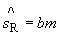 ŝ_R = bm